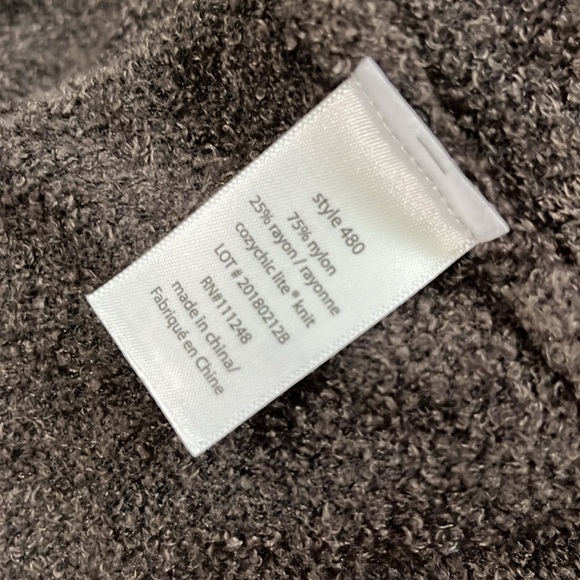 style 480
75% nylon
25% rayon / rayonne
cozychic lite® knit
LOT # 20180212B
RN#111248
made in china/
Fabriqué en Chine